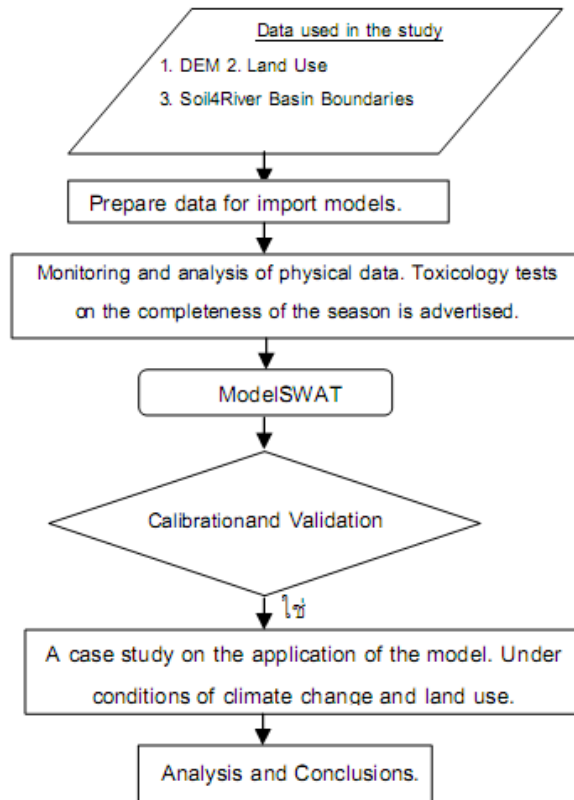 Data used in the study
1. DEM 2. Land Use
3. Soil4River Basin Boundaries
Prepare data for import models.
Monitoring and analysis of physical data. Toxicology tests
on the completeness of the season is advertised.
ModelSWAT
Calibrationand Validation
ใช่
A case study on the application of the model. Under
conditions of climate change and land use.
Analysis and Conclusions.